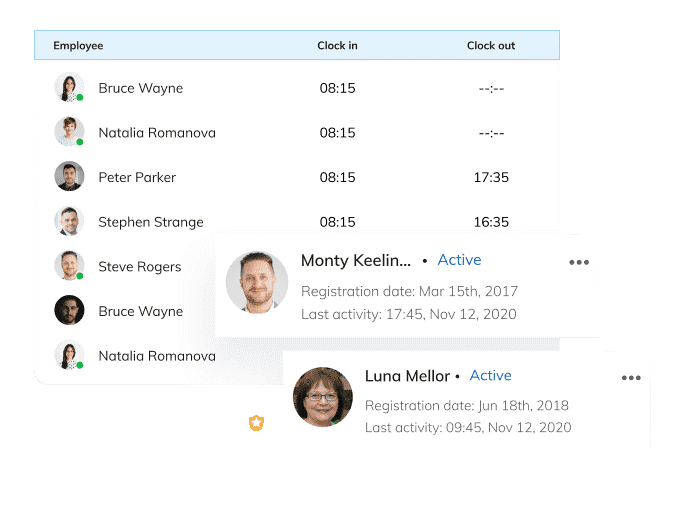 Employee Clock in Clock out
Bruce Wayne 08:15 --:--
Natalia Romanova 08:15 --:--
Peter Parker 08:15 17:35
Stephen Strange 08:15 16:35
Steve Rogers
Bruce Wayne
Natalia Romanova
Monty Keelin... • Active
Registration date: Mar 15th, 2017
Last activity: 17:45, Nov 12, 2020
Luna Mellor • Active
Registration date: Jun 18th, 2018
Last activity: 09:45, Nov 12, 2020